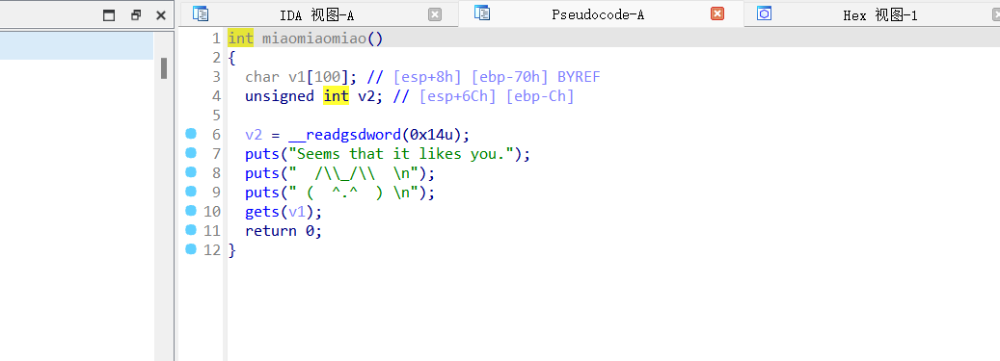 IDA 视图-A
Pseudocode-A
Hex 视图-1
1 int miaomiaomiao()
2 {
3   char v1[100]; // [esp+8h] [ebp-70h] BYREF
4   unsigned int v2; // [esp+6Ch] [ebp-Ch]
5
6   v2 = __readgsdword(0x14u);
7   puts("Seems that it likes you.");
8   puts("  /\\_/\\  \n");
9   puts(" (  ^.^  ) \n");
10   gets(v1);
11   return 0;
12 }